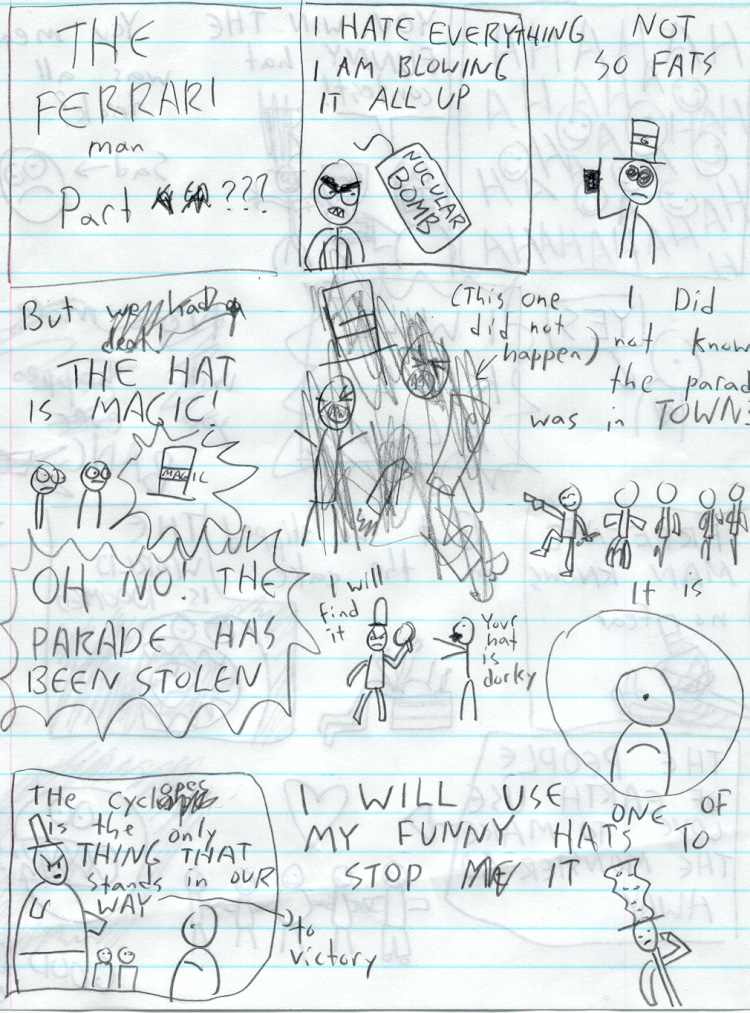 THE
FERRARI
man
Part ???
I HATE EVERYTHING
I AM BLOWING
IT ALL UP
NUCULAR
BOMB
NOT
SO FATS
G
But we had a
deal!
THE HAT
is MAGIC!
MAGIC
(This one
did not
happen)
I Did
not know
the parad
was in TOWN
OH NO! THE
PARADE HAS
BEEN STOLEN
I will
find
it
Your
hat
is
dorky
It is
THe cyclopes
is the only
THING THAT
Stands in OUR
WAY
to
victory
I WILL USE ONE OF
MY FUNNY HATS TO
STOP IT